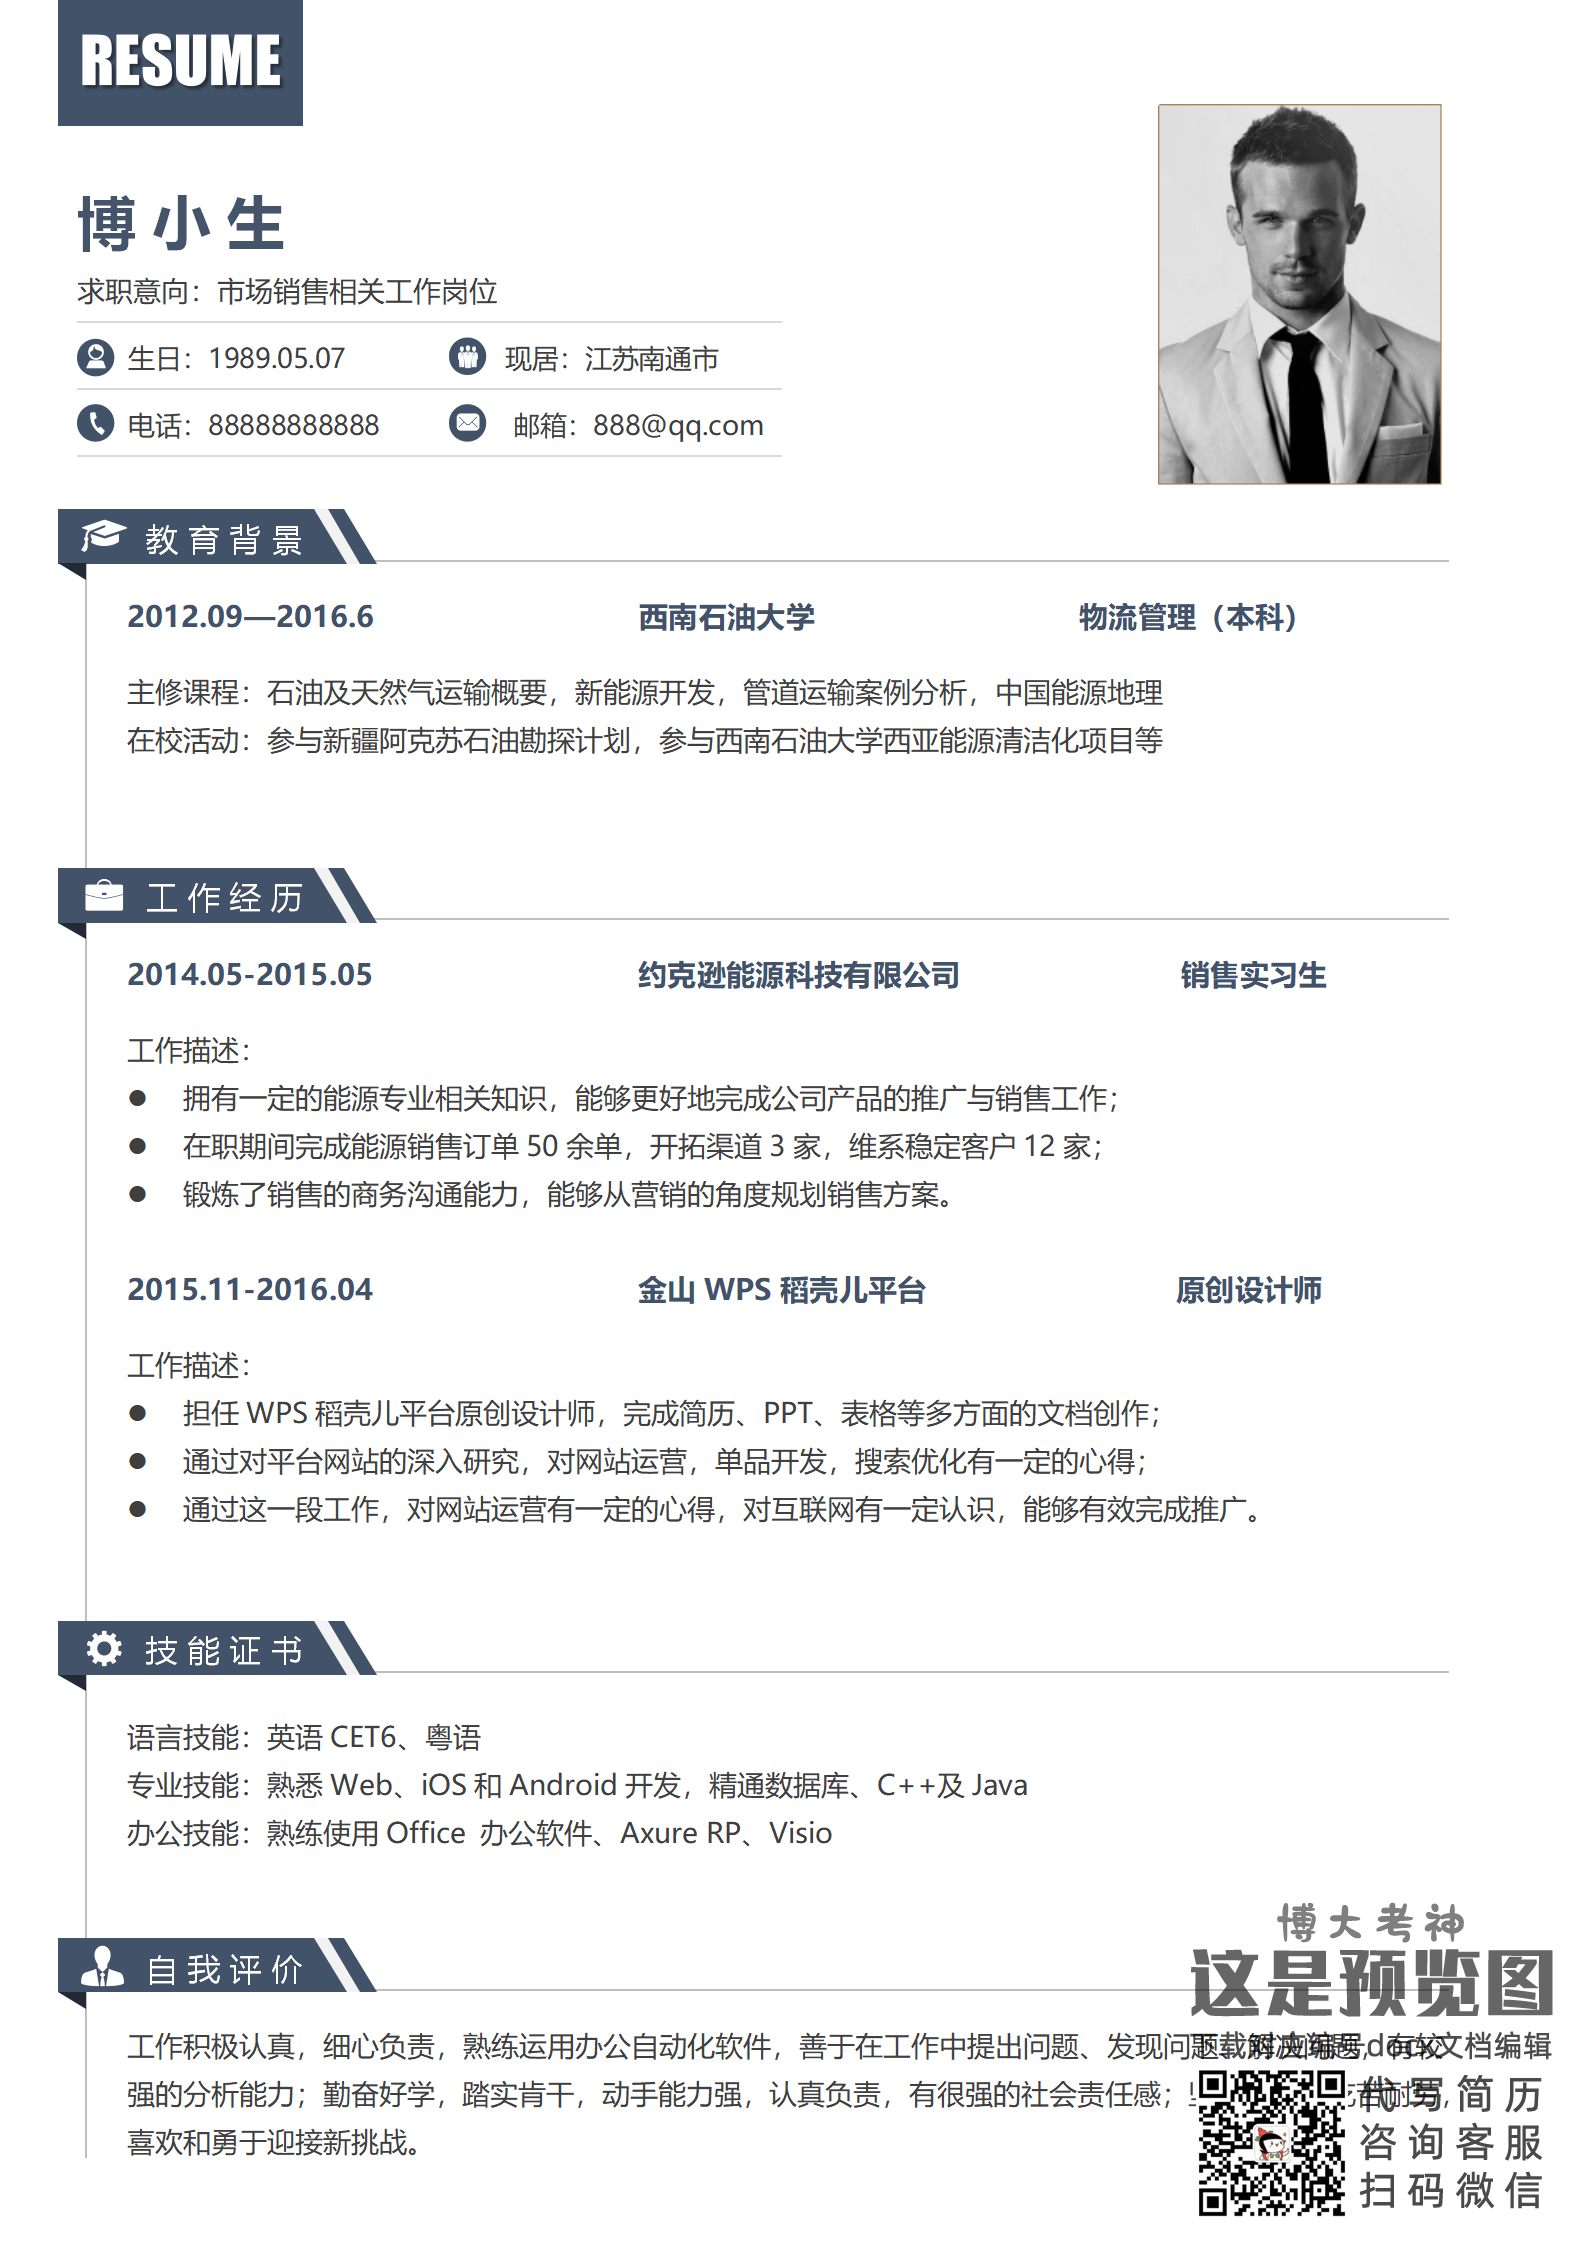 RESUME
博小生
求职意向：市场销售相关工作岗位
生日：1989.05.07 现居：江苏南通市
电话：88888888888 邮箱：888@qq.com
教育背景
2012.09—2016.6 西南石油大学 物流管理（本科）
主修课程：石油及天然气运输概要，新能源开发，管道运输案例分析，中国能源地理
在校活动：参与新疆阿克苏石油勘探计划，参与西南石油大学西亚能源清洁化项目等
工作经历
2014.05-2015.05 约克逊能源科技有限公司 销售实习生
工作描述：
● 拥有一定的能源专业相关知识，能够更好地完成公司产品的推广与销售工作；
● 在职期间完成能源销售订单 50 余单，开拓渠道 3 家，维系稳定客户 12 家；
● 锻炼了销售的商务沟通能力，能够从营销的角度规划销售方案。
2015.11-2016.04 金山 WPS 稻壳儿平台 原创设计师
工作描述：
● 担任 WPS 稻壳儿平台原创设计师，完成简历、PPT、表格等多方面的文档创作；
● 通过对平台网站的深入研究，对网站运营，单品开发，搜索优化有一定的心得；
● 通过这一段工作，对网站运营有一定的心得，对互联网有一定认识，能够有效完成推广。
技能证书
语言技能：英语 CET6、粤语
专业技能：熟悉 Web、iOS 和 Android 开发，精通数据库、C++及 Java
办公技能：熟练使用 Office 办公软件、Axure RP、Visio
自我评价
工作积极认真，细心负责，熟练运用办公自动化软件，善于在工作中提出问题、发现问题、解决问题，有较
强的分析能力；勤奋好学，踏实肯干，动手能力强，认真负责，有很强的社会责任感；
喜欢和勇于迎接新挑战。
博大考神
这是预览图
下载对应编号docx文档编辑
代写简历
咨询客服
扫码微信